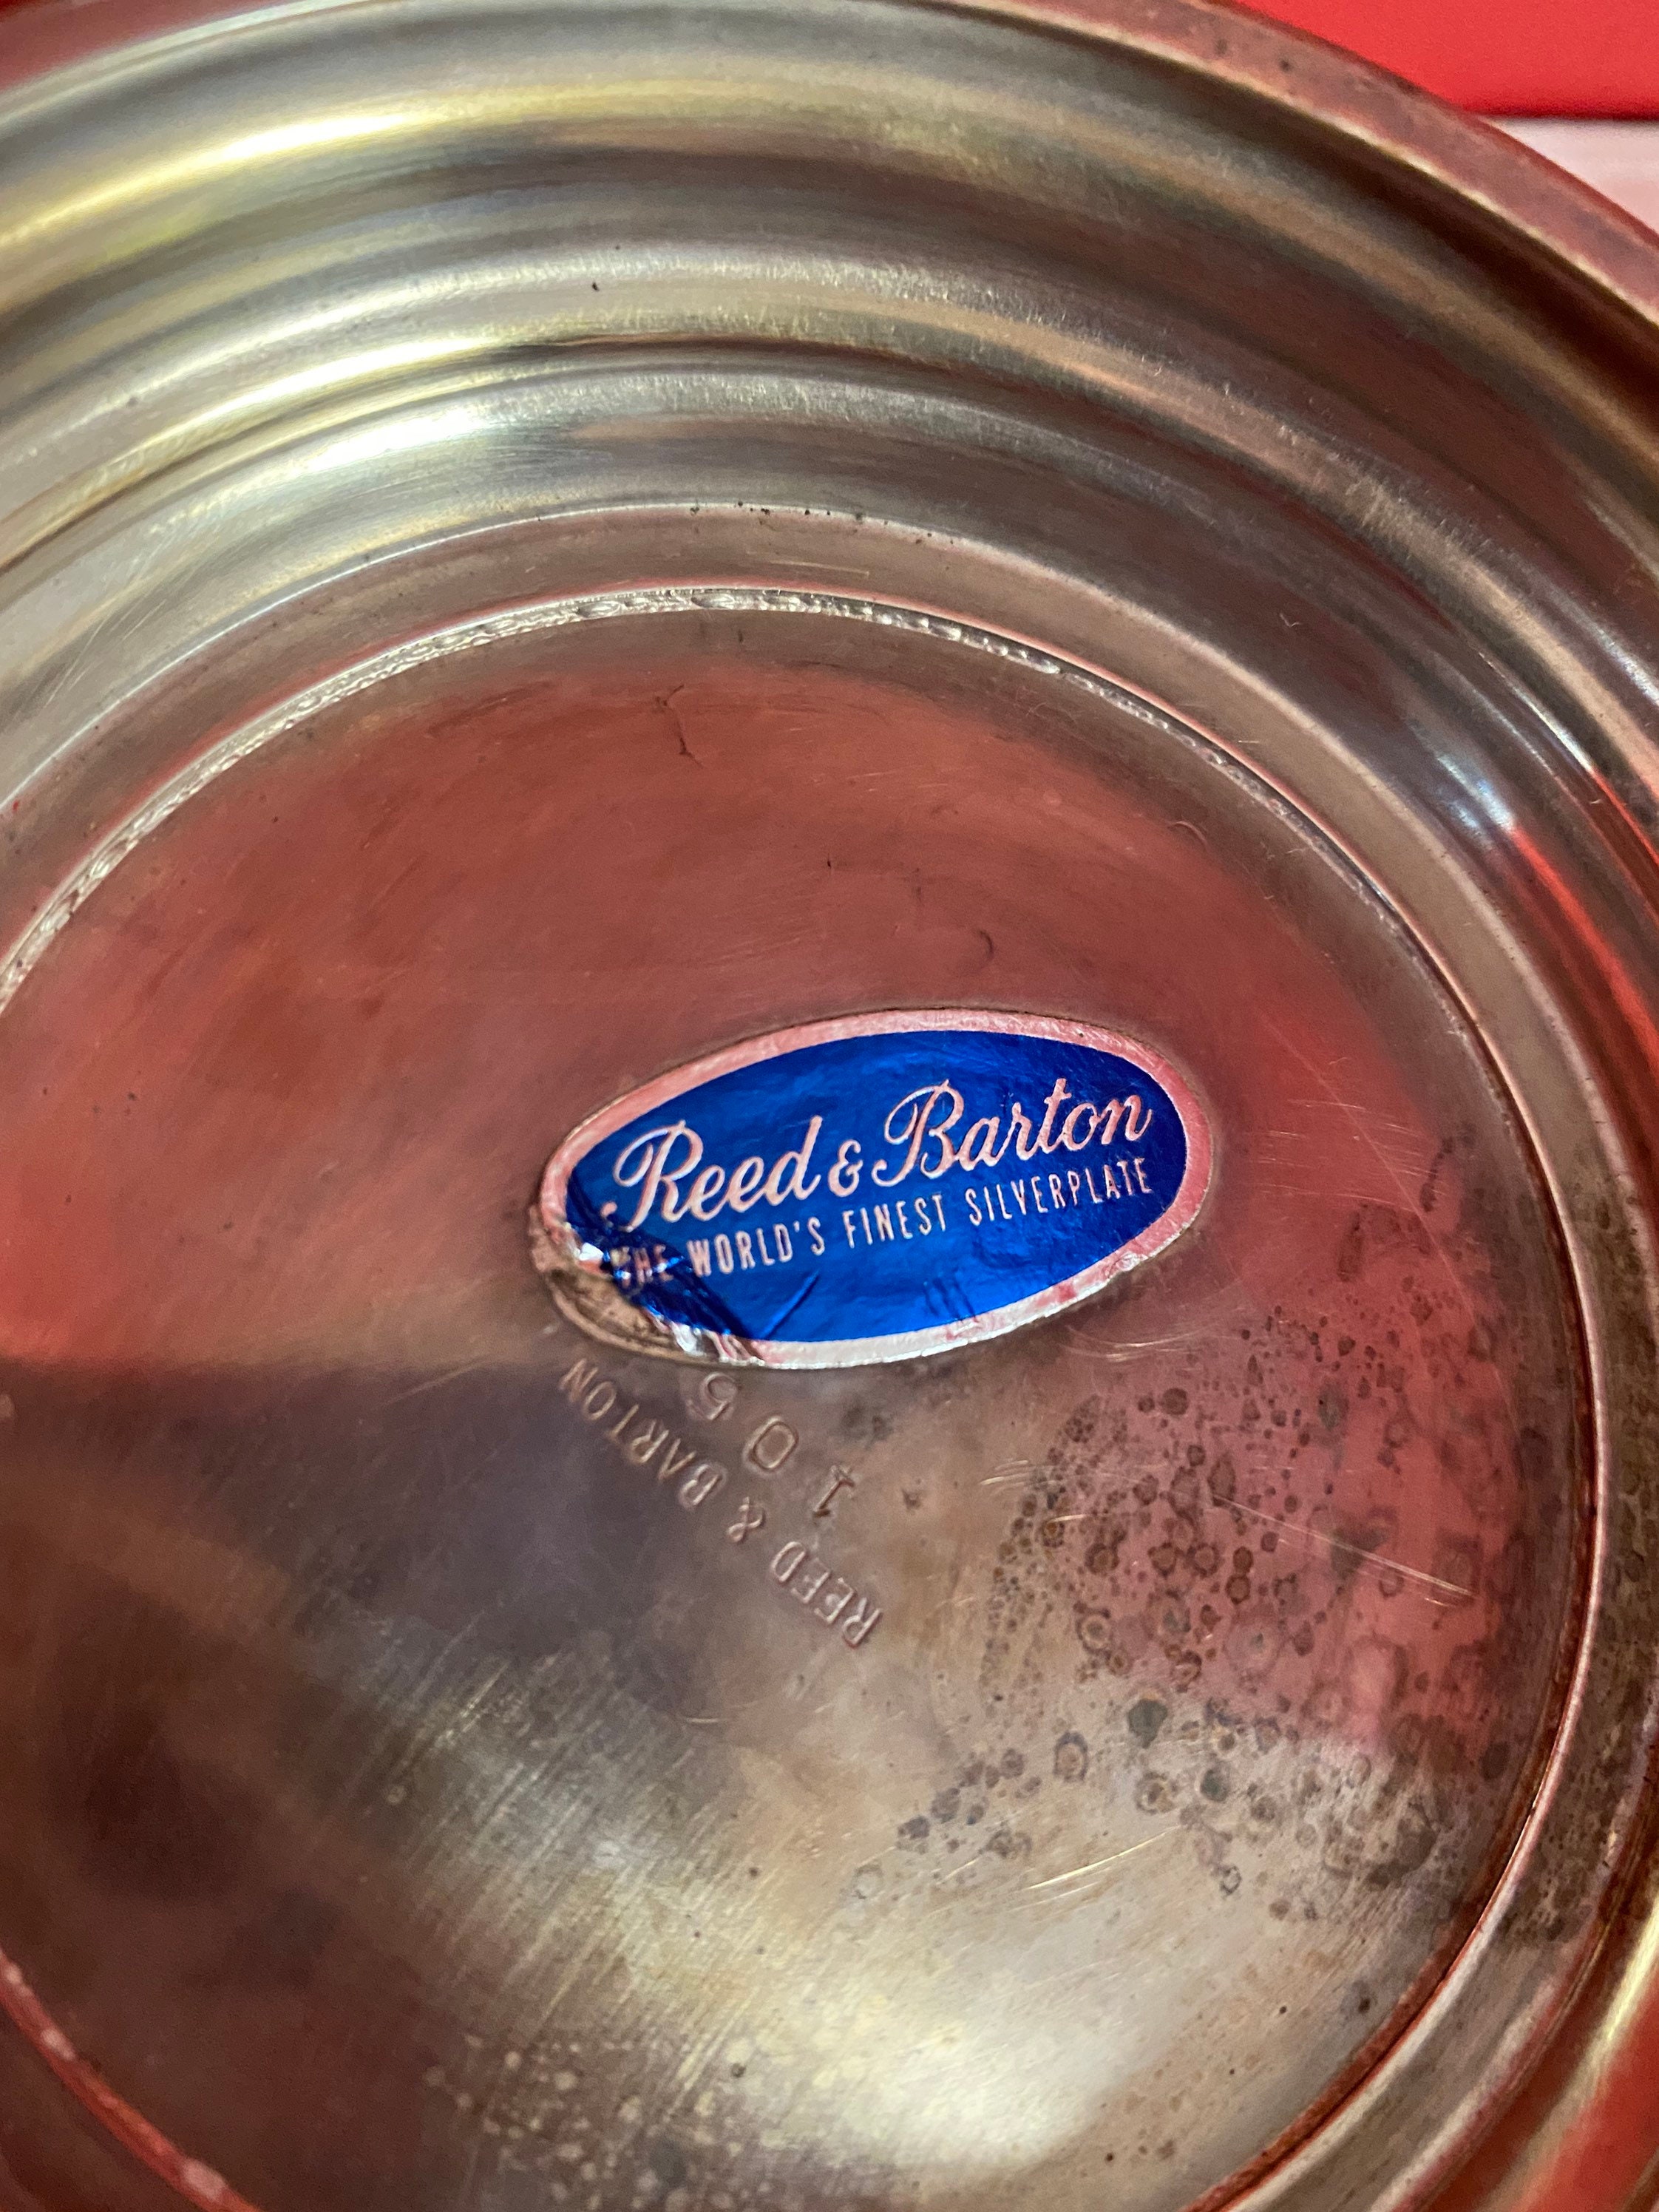 Reed & Barton
THE WORLD'S FINEST SILVERPLATE
REED & BARTON
105